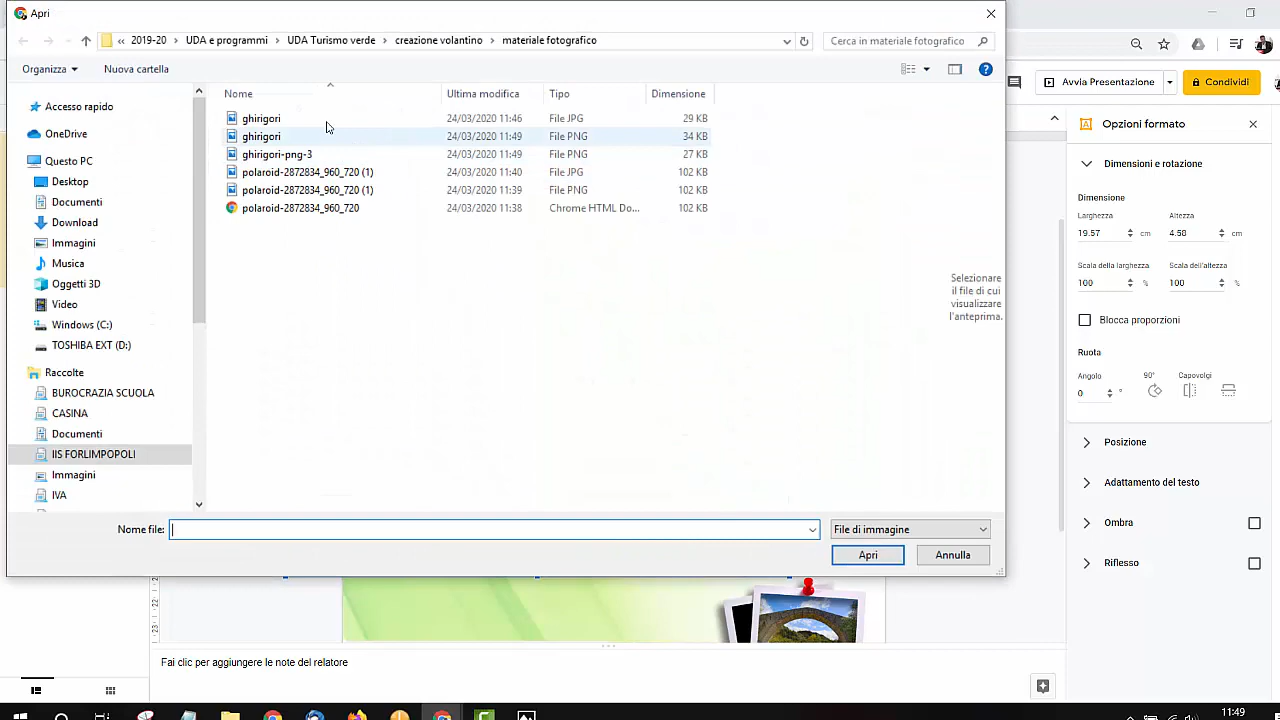 Apri
2019-20 UDA e programmi UDA Turismo verde creazione volantino materiale fotografico
Cerca in materiale fotografico
Organizza
Nuova cartella
Nome Ultima modifica Tipo Dimensione
ghirigori 24/03/2020 11:46 File JPG 29 KB
ghirigori 24/03/2020 11:49 File PNG 34 KB
ghirigori-png-3 24/03/2020 11:49 File PNG 27 KB
polaroid-2872834_960_720 (1) 24/03/2020 11:40 File JPG 102 KB
polaroid-2872834_960_720 (1) 24/03/2020 11:39 File PNG 102 KB
polaroid-2872834_960_720 24/03/2020 11:38 Chrome HTML Do... 102 KB
Accesso rapido
OneDrive
Questo PC
Desktop
Documenti
Download
Immagini
Musica
Oggetti 3D
Video
Windows (C:)
TOSHIBA EXT (D:)
Raccolte
BUROCRAZIA SCUOLA
CASINA
Documenti
IIS FORLIMPOPOLI
Immagini
IVA
Selezionare
il file di cui
visualizzare
l'anteprima.
Nome file:
File di immagine
Apri
Annulla
Avvia Presentazione
Condividi
Opzioni formato
Dimensioni e rotazione
Dimensione
Larghezza Altezza
19.57 cm 4.58 cm
Scala della larghezza Scala dell'altezza
100 % 100 %
Blocca proporzioni
Ruota
Angolo 90° Capovolgi
0 °
Posizione
Adattamento del testo
Ombra
Riflesso
22
23
Fai clic per aggiungere le note del relatore
11:49